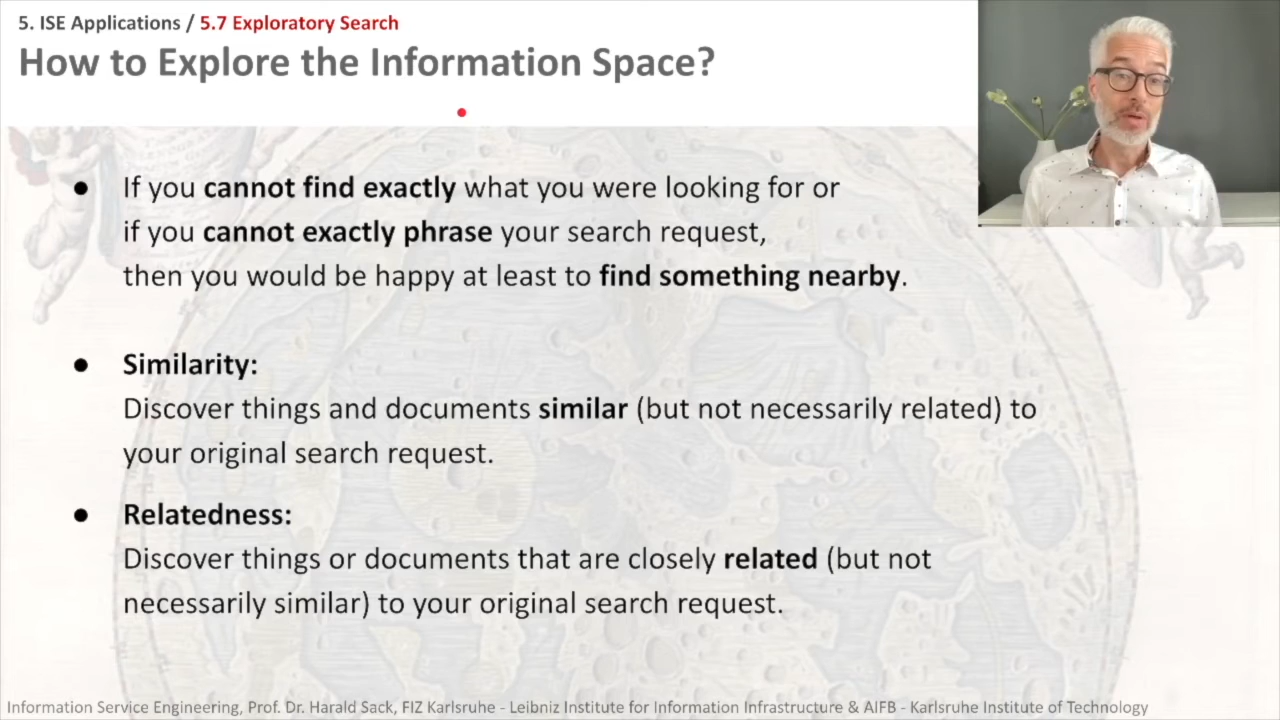 5. ISE Applications / 5.7 Exploratory Search
How to Explore the Information Space?
● If you cannot find exactly what you were looking for or
if you cannot exactly phrase your search request,
then you would be happy at least to find something nearby.
● Similarity:
Discover things and documents similar (but not necessarily related) to
your original search request.
● Relatedness:
Discover things or documents that are closely related (but not
necessarily similar) to your original search request.
Information Service Engineering, Prof. Dr. Harald Sack, FIZ Karlsruhe - Leibniz Institute for Information Infrastructure & AIFB - Karlsruhe Institute of Technology